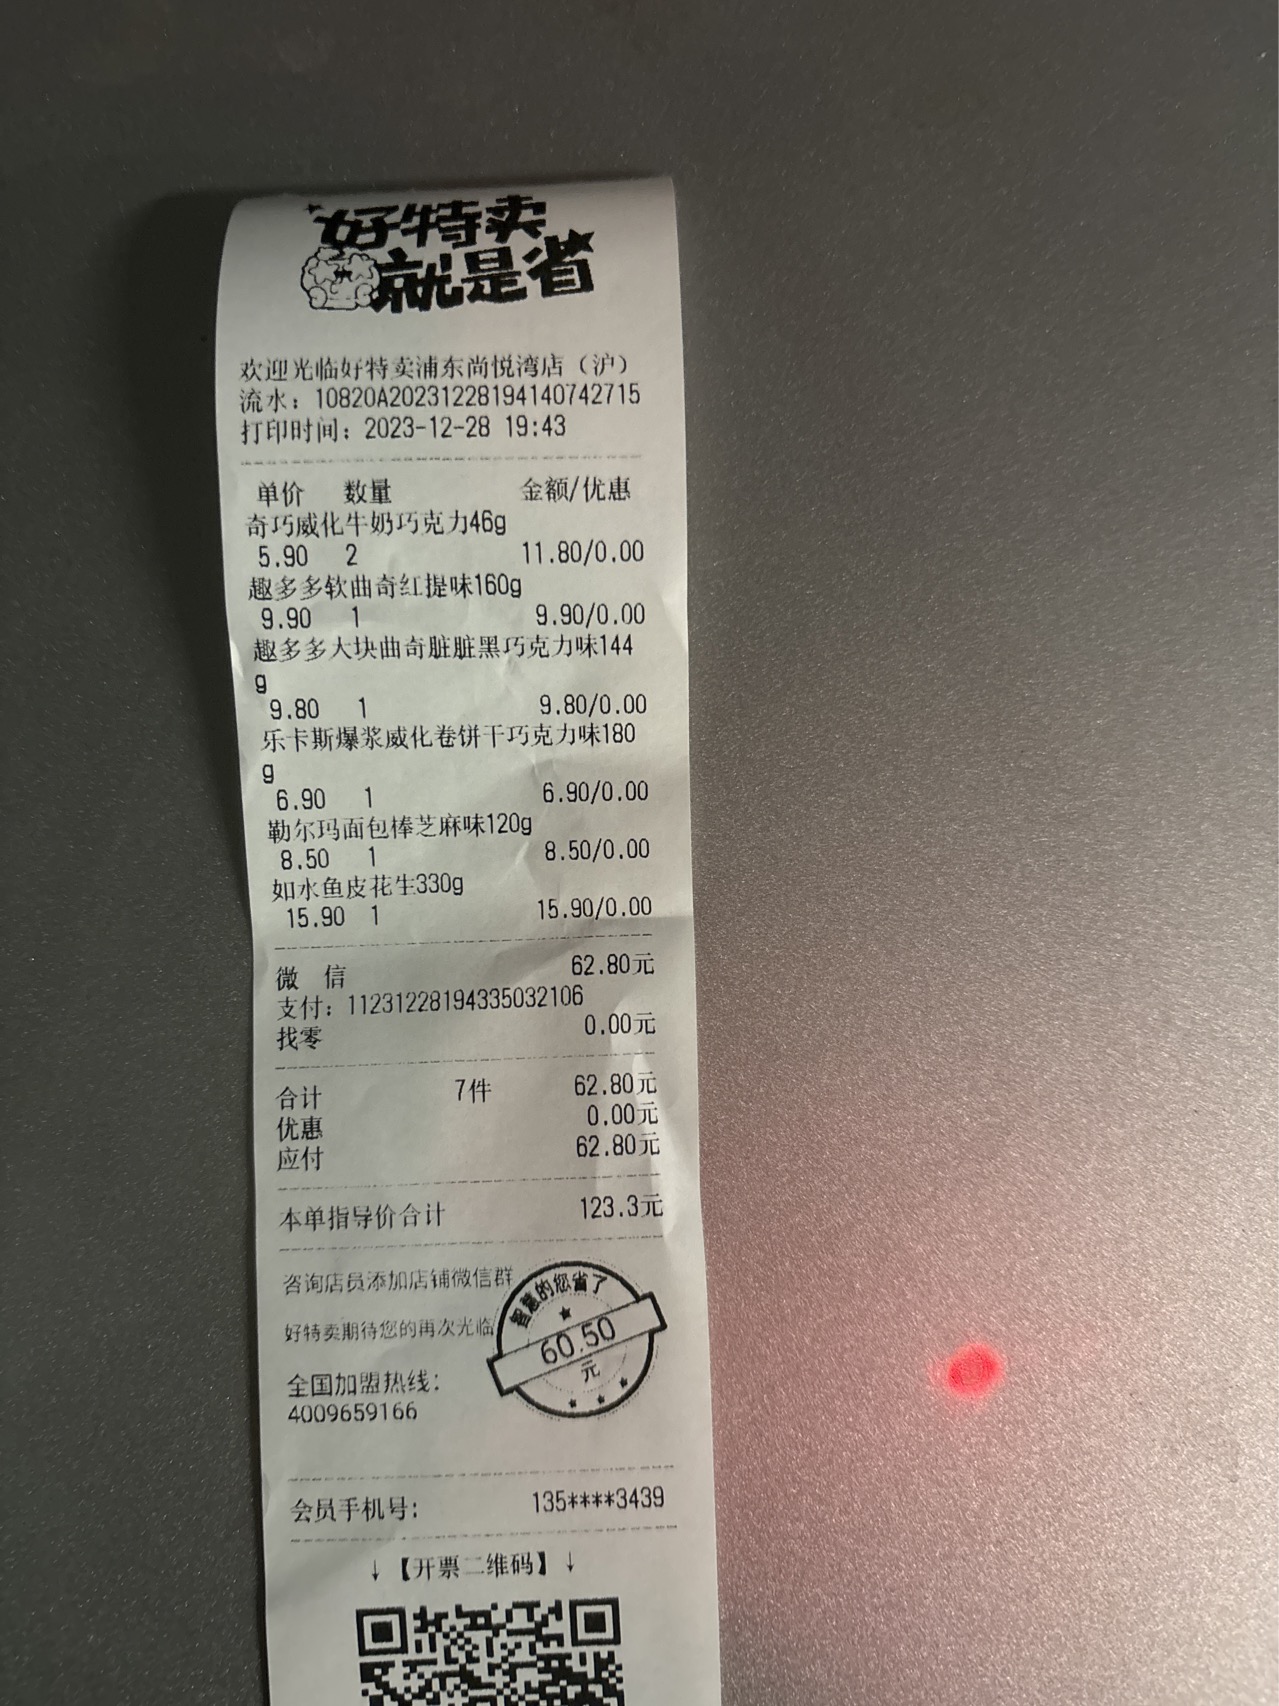 好特卖
就是省
欢迎光临好特卖浦东尚悦湾店（沪）
流水：10820A20231228194140742715
打印时间：2023-12-28 19:43
单价 数量 金额/优惠
奇巧威化牛奶巧克力46g
5.90 2 11.80/0.00
趣多多软曲奇红提味160g
9.90 1 9.90/0.00
趣多多大块曲奇脏脏黑巧克力味144
g
9.80 1 9.80/0.00
乐卡斯爆浆威化卷饼干巧克力味180
g
6.90 1 6.90/0.00
勒尔玛面包棒芝麻味120g
8.50 1 8.50/0.00
如水鱼皮花生330g
15.90 1 15.90/0.00
微 信 62.80元
支付：11231228194335032106
找零 0.00元
合计 7件 62.80元
优惠 0.00元
应付 62.80元
本单指导价合计 123.3元
咨询店员添加店铺微信群
好特卖期待您的再次光临
智慧的您省了
60.50
元
全国加盟热线：
4009659166
会员手机号： 135****3439
↓【开票二维码】↓